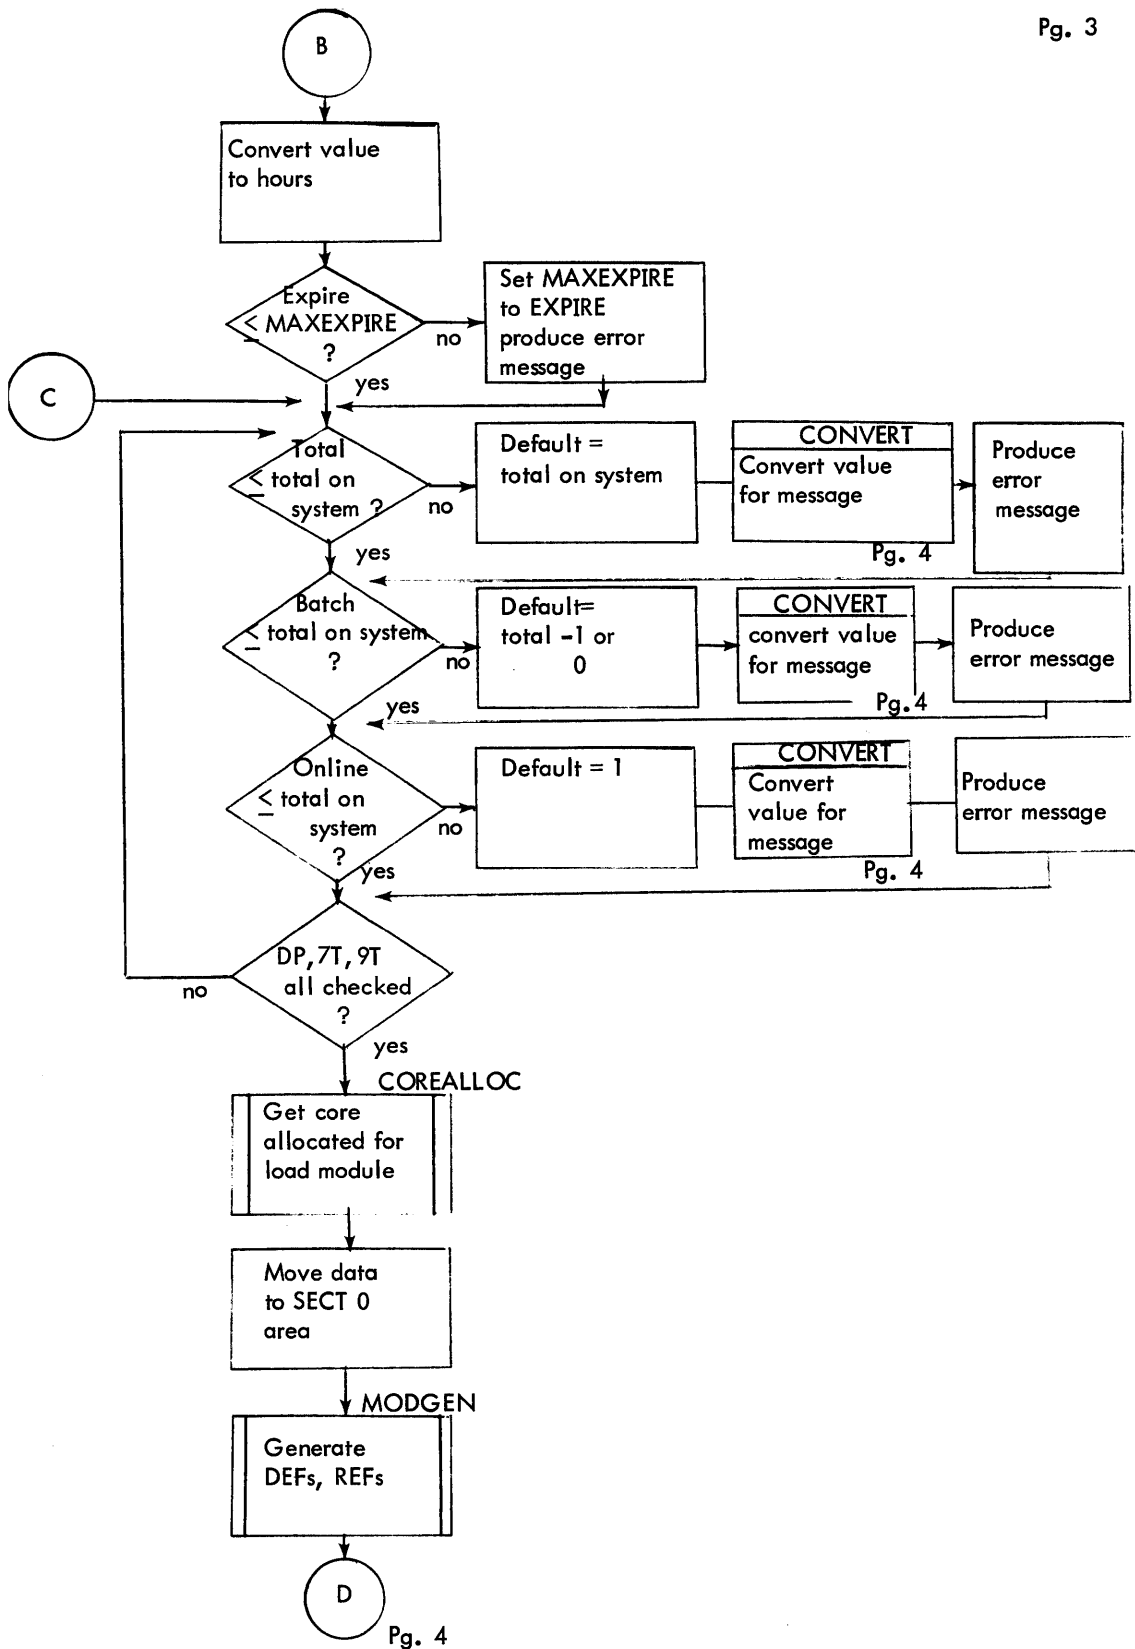 Pg. 3
B
Convert value
to hours
Expire
≤ MAXEXPIRE
?
no
Set MAXEXPIRE
to EXPIRE
produce error
message
yes
C
Total
≤ total on
system ?
no
Default =
total on system
CONVERT
Convert value
for message
Pg. 4
Produce
error
message
yes
Batch
≤ total on system
?
no
Default=
total -1 or
0
CONVERT
convert value
for message
Pg. 4
Produce
error message
yes
Online
≤ total on
system
?
no
Default = 1
CONVERT
Convert
value for
message
Pg. 4
Produce
error message
yes
DP, 7T, 9T
all checked
?
no
yes
COREALLOC
Get core
allocated for
load module
Move data
to SECT 0
area
MODGEN
Generate
DEFs, REFs
D
Pg. 4